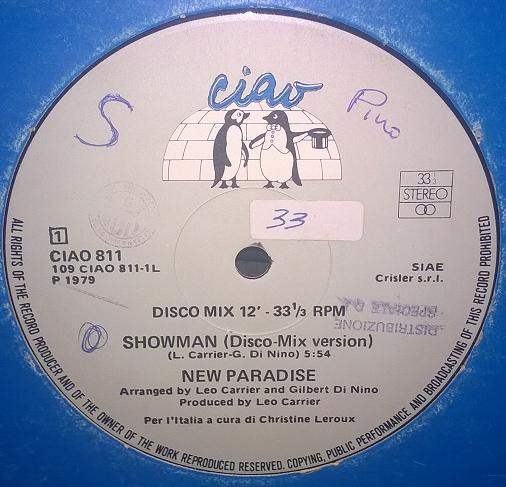 ciao
S
Pino
33⅓
STEREO
33
1
CIAO 811
109 CIAO 811-1L
P 1979
SIAE
Crisler s.r.l.
DISCO MIX 12' - 33⅓ RPM
DISTRIBUZIONE
SPECIALE DJ
SHOWMAN (Disco-Mix version)
(L. Carrier-G. Di Nino) 5:54
NEW PARADISE
Arranged by Leo Carrier and Gilbert Di Nino
Produced by Leo Carrier
Per l'Italia a cura di Christine Leroux
ALL RIGHTS OF THE RECORD PRODUCER AND OF THE OWNER OF THE WORK REPRODUCED RESERVED. COPYING, PUBLIC PERFORMANCE AND BROADCASTING OF THIS RECORD PROHIBITED